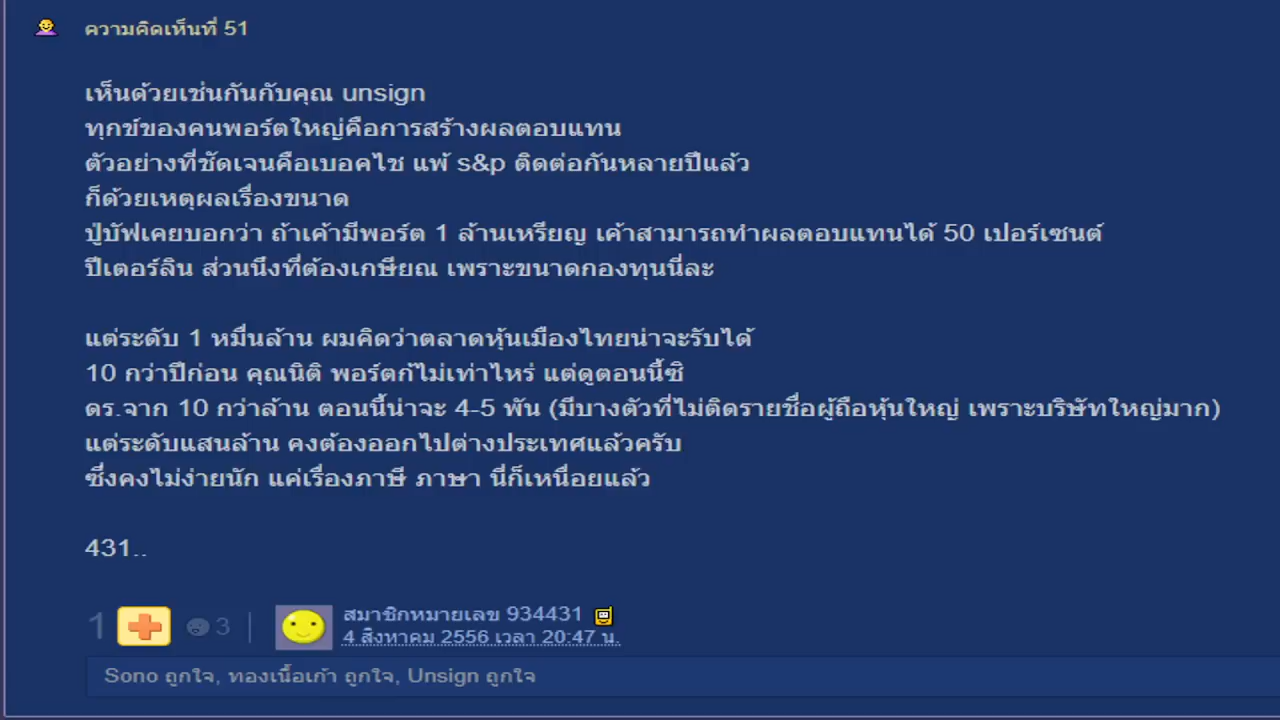 ความคิดเห็นที่ 51
เห็นด้วยเช่นกันกับคุณ unsign
ทุกข์ของคนพอร์ตใหญ่คือการสร้างผลตอบแทน
ตัวอย่างที่ชัดเจนคือเบอคไช แพ้ s&p ติดต่อกันหลายปีแล้ว
ก็ด้วยเหตุผลเรื่องขนาด
ปู่บัฟเคยบอกว่า ถ้าเค้ามีพอร์ต 1 ล้านเหรียญ เค้าสามารถทำผลตอบแทนได้ 50 เปอร์เซนต์
ปีเตอร์ลิน ส่วนนึงที่ต้องเกษียณ เพราะขนาดกองทุนนี่ละ
แต่ระดับ 1 หมื่นล้าน ผมคิดว่าตลาดหุ้นเมืองไทยน่าจะรับได้
10 กว่าปีก่อน คุณนิติ พอร์ตก้ไม่เท่าไหร่ แต่ดูตอนนี้ซิ
ดร.จาก 10 กว่าล้าน ตอนนี้น่าจะ 4-5 พัน (มีบางตัวที่ไม่ติดรายชื่อผู้ถือหุ้นใหญ่ เพราะบริษัทใหญ่มาก)
แต่ระดับแสนล้าน คงต้องออกไปต่างประเทศแล้วครับ
ซึ่งคงไม่ง่ายนัก แค่เรื่องภาษี ภาษา นี่ก็เหนื่อยแล้ว
431..
1 3 สมาชิกหมายเลข 934431
4 สิงหาคม 2556 เวลา 20:47 น.
Sono ถูกใจ, ทองเนื้อเก้า ถูกใจ, Unsign ถูกใจ